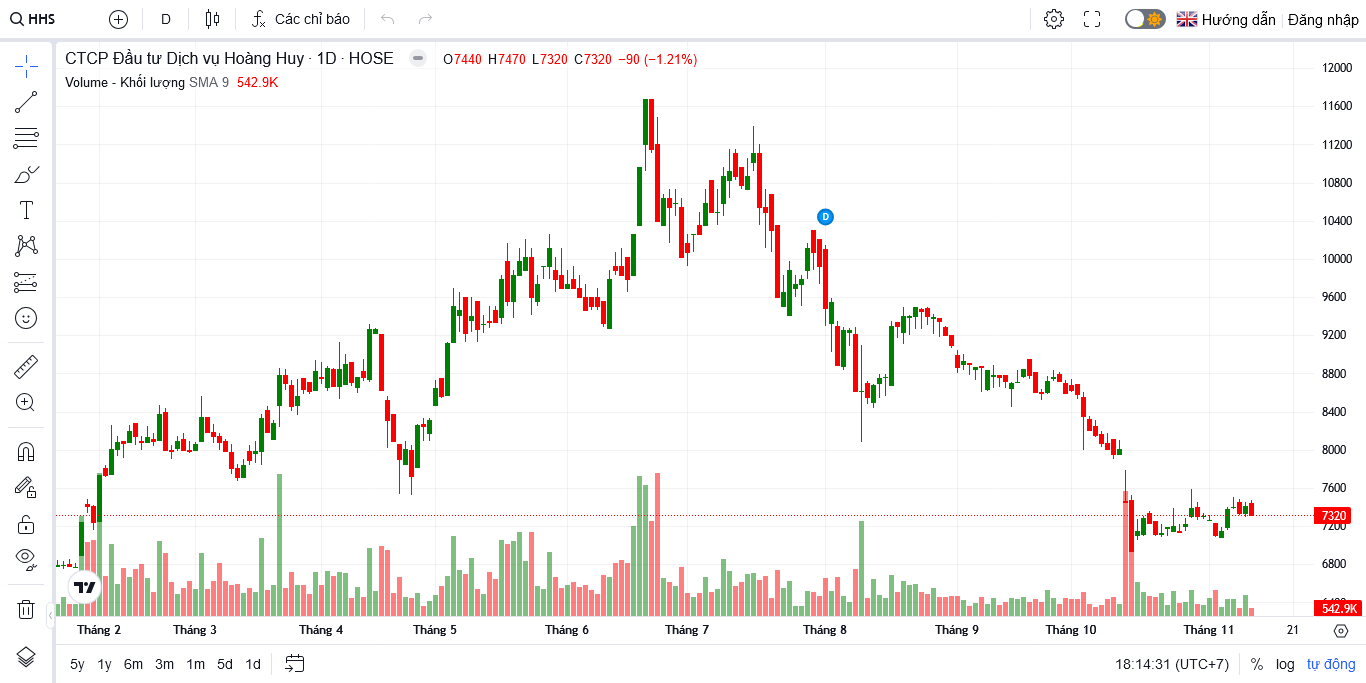 HHS D Các chỉ báo Hướng dẫn Đăng nhập
CTCP Đầu tư Dịch vụ Hoàng Huy · 1D · HOSE O7440 H7470 L7320 C7320 −90 (−1.21%)
Volume - Khối lượng SMA 9 542.9K
12000
11600
11200
10800
10400
D
10000
9600
9200
8800
8400
8000
7600
7320
7200
6800
542.9K
Tháng 2 Tháng 3 Tháng 4 Tháng 5 Tháng 6 Tháng 7 Tháng 8 Tháng 9 Tháng 10 Tháng 11 21
5y 1y 6m 3m 1m 5d 1d 18:14:31 (UTC+7) % log tự động